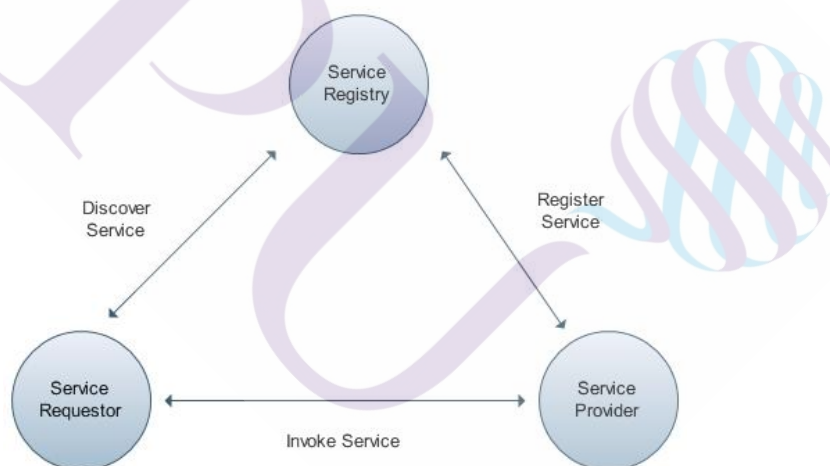 Service
Registry
Discover
Service
Register
Service
Service
Requestor
Service
Provider
Invoke Service